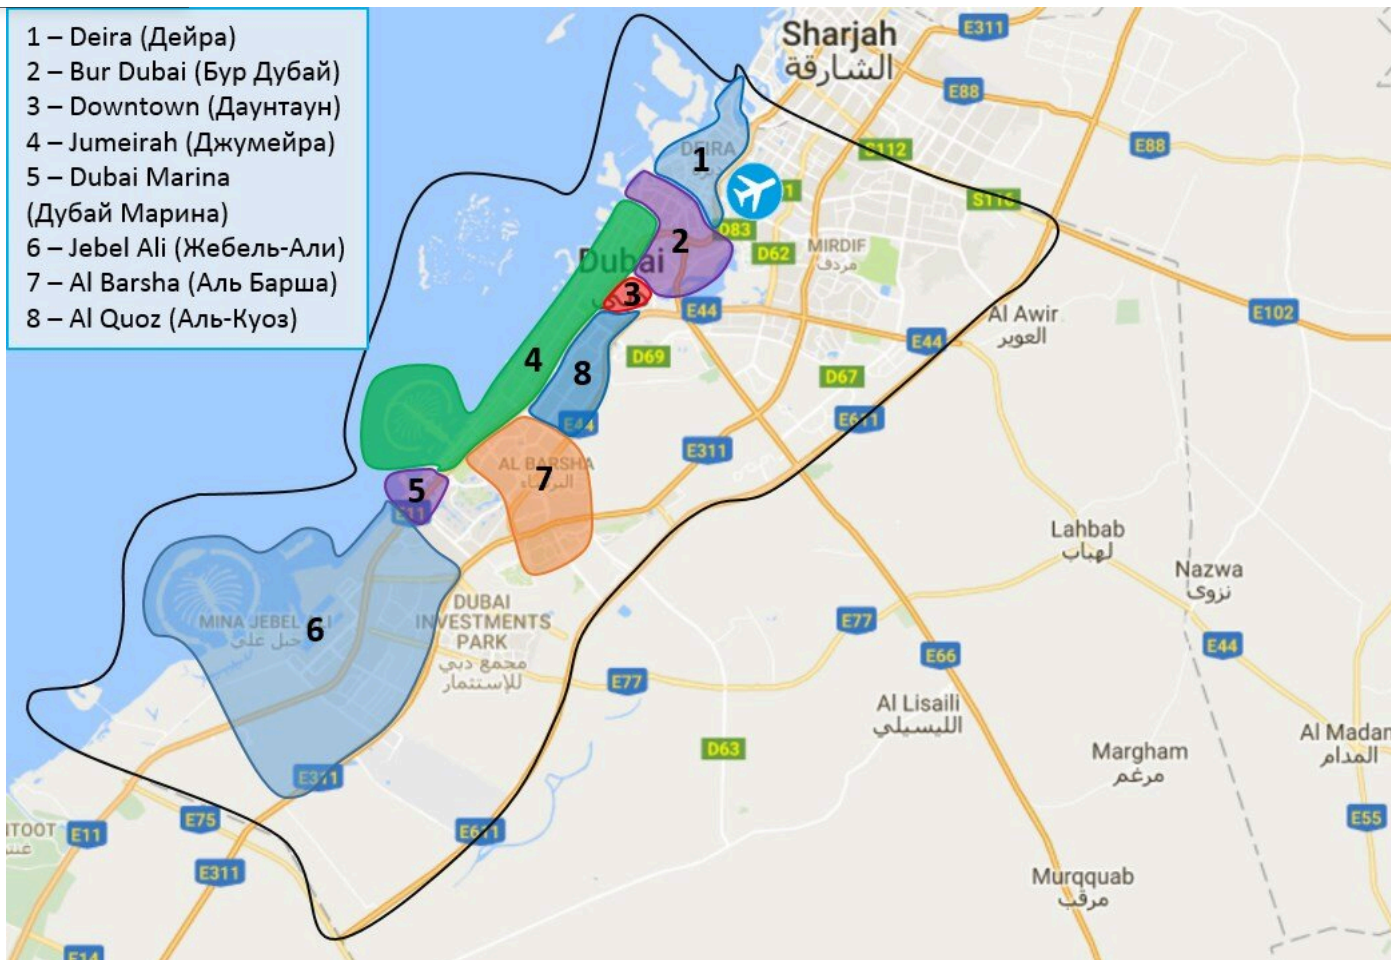 1 – Deira (Дейра)
2 – Bur Dubai (Бур Дубай)
3 – Downtown (Даунтаун)
4 – Jumeirah (Джумейра)
5 – Dubai Marina
(Дубай Марина)
6 – Jebel Ali (Жебель-Али)
7 – Al Barsha (Аль Барша)
8 – Al Quoz (Аль-Куоз)
Sharjah
الشارقة
E311
E88
E88
S112
DEIRA
1
D83
S116
2
D62
MIRDIF
مردف
Dubai
3
E44
Al Awir
العوير
E102
E44
4
8
D69
D67
E611
E44
E311
AL BARSHA
البرشاء
7
5
E11
Lahbab
لهباب
Nazwa
نزوى
DUBAI
INVESTMENTS
PARK
مجمع دبي
للإستثمار
MINA JEBEL ALI
جبل علي
6
E77
E44
E66
E77
Al Lisaili
الليسيلي
D63
Margham
مرغم
Al Madam
المدام
E311
E75
E611
E55
E11
E311
Murqquab
مرقب
E14